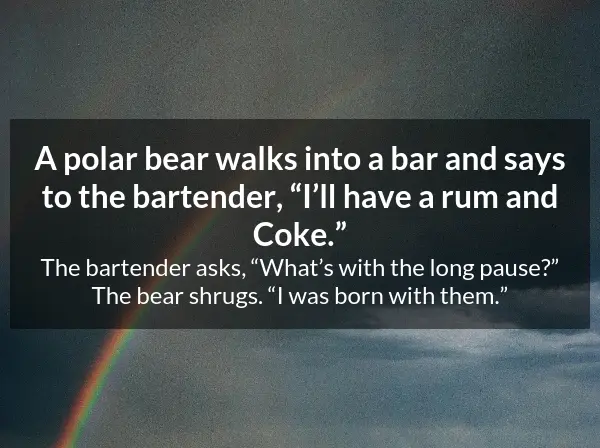 A polar bear walks into a bar and says
to the bartender, “I’ll have a rum and
Coke.”
The bartender asks, “What’s with the long pause?”
The bear shrugs. “I was born with them.”